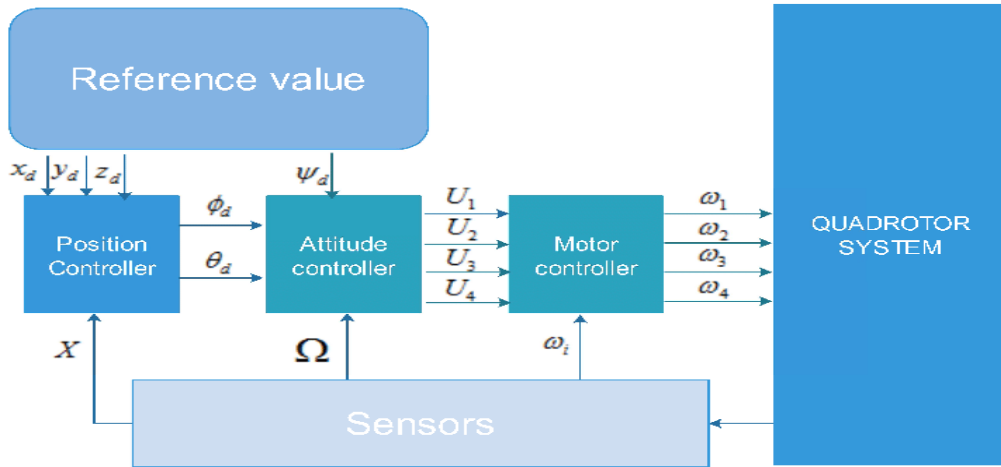 Reference value
x_d y_d z_d
ψ_d
Position
Controller
ϕ_d
θ_d
Attitude
controller
U_1
U_2
U_3
U_4
Motor
controller
ω_1
ω_2
ω_3
ω_4
QUADROTOR
SYSTEM
X
Ω
ω_i
Sensors